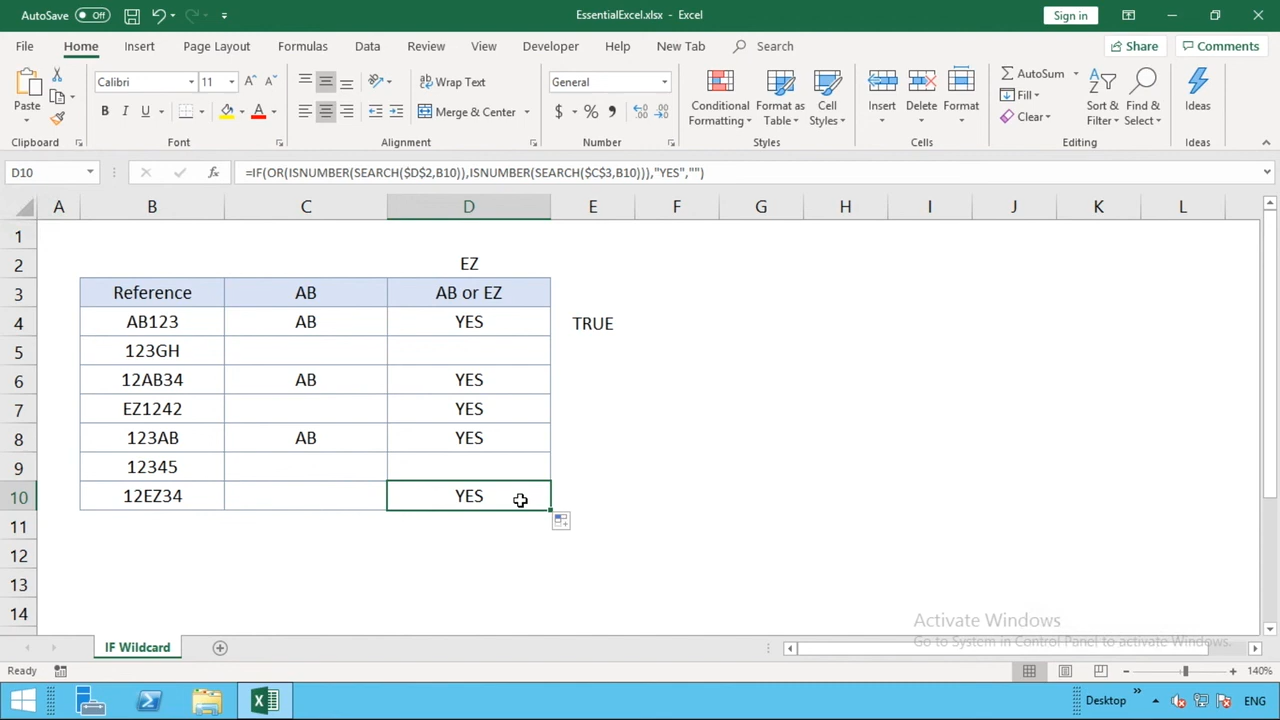 AutoSave Off EssentialExcel.xlsx - Excel Sign in
File Home Insert Page Layout Formulas Data Review View Developer Help New Tab Search Share Comments
Paste
Clipboard
Calibri 11
B I U
A
Font
Wrap Text
Merge & Center
Alignment
General
$ % ,
Number
Conditional Formatting
Format as Table
Cell Styles
Styles
Insert
Delete
Format
Cells
AutoSum
Fill
Clear
Sort & Filter
Find & Select
Editing
Ideas
Ideas
D10 fx =IF(OR(ISNUMBER(SEARCH($D$2,B10)),ISNUMBER(SEARCH($C$3,B10))),"YES","")
A B C D E F G H I J K L
1
2 EZ
3 Reference AB AB or EZ
4 AB123 AB YES TRUE
5 123GH
6 12AB34 AB YES
7 EZ1242 YES
8 123AB AB YES
9 12345
10 12EZ34 YES
11
12
13
14
Activate Windows
Go to System in Control Panel to activate Windows.
IF Wildcard
Ready 140%
Desktop ENG